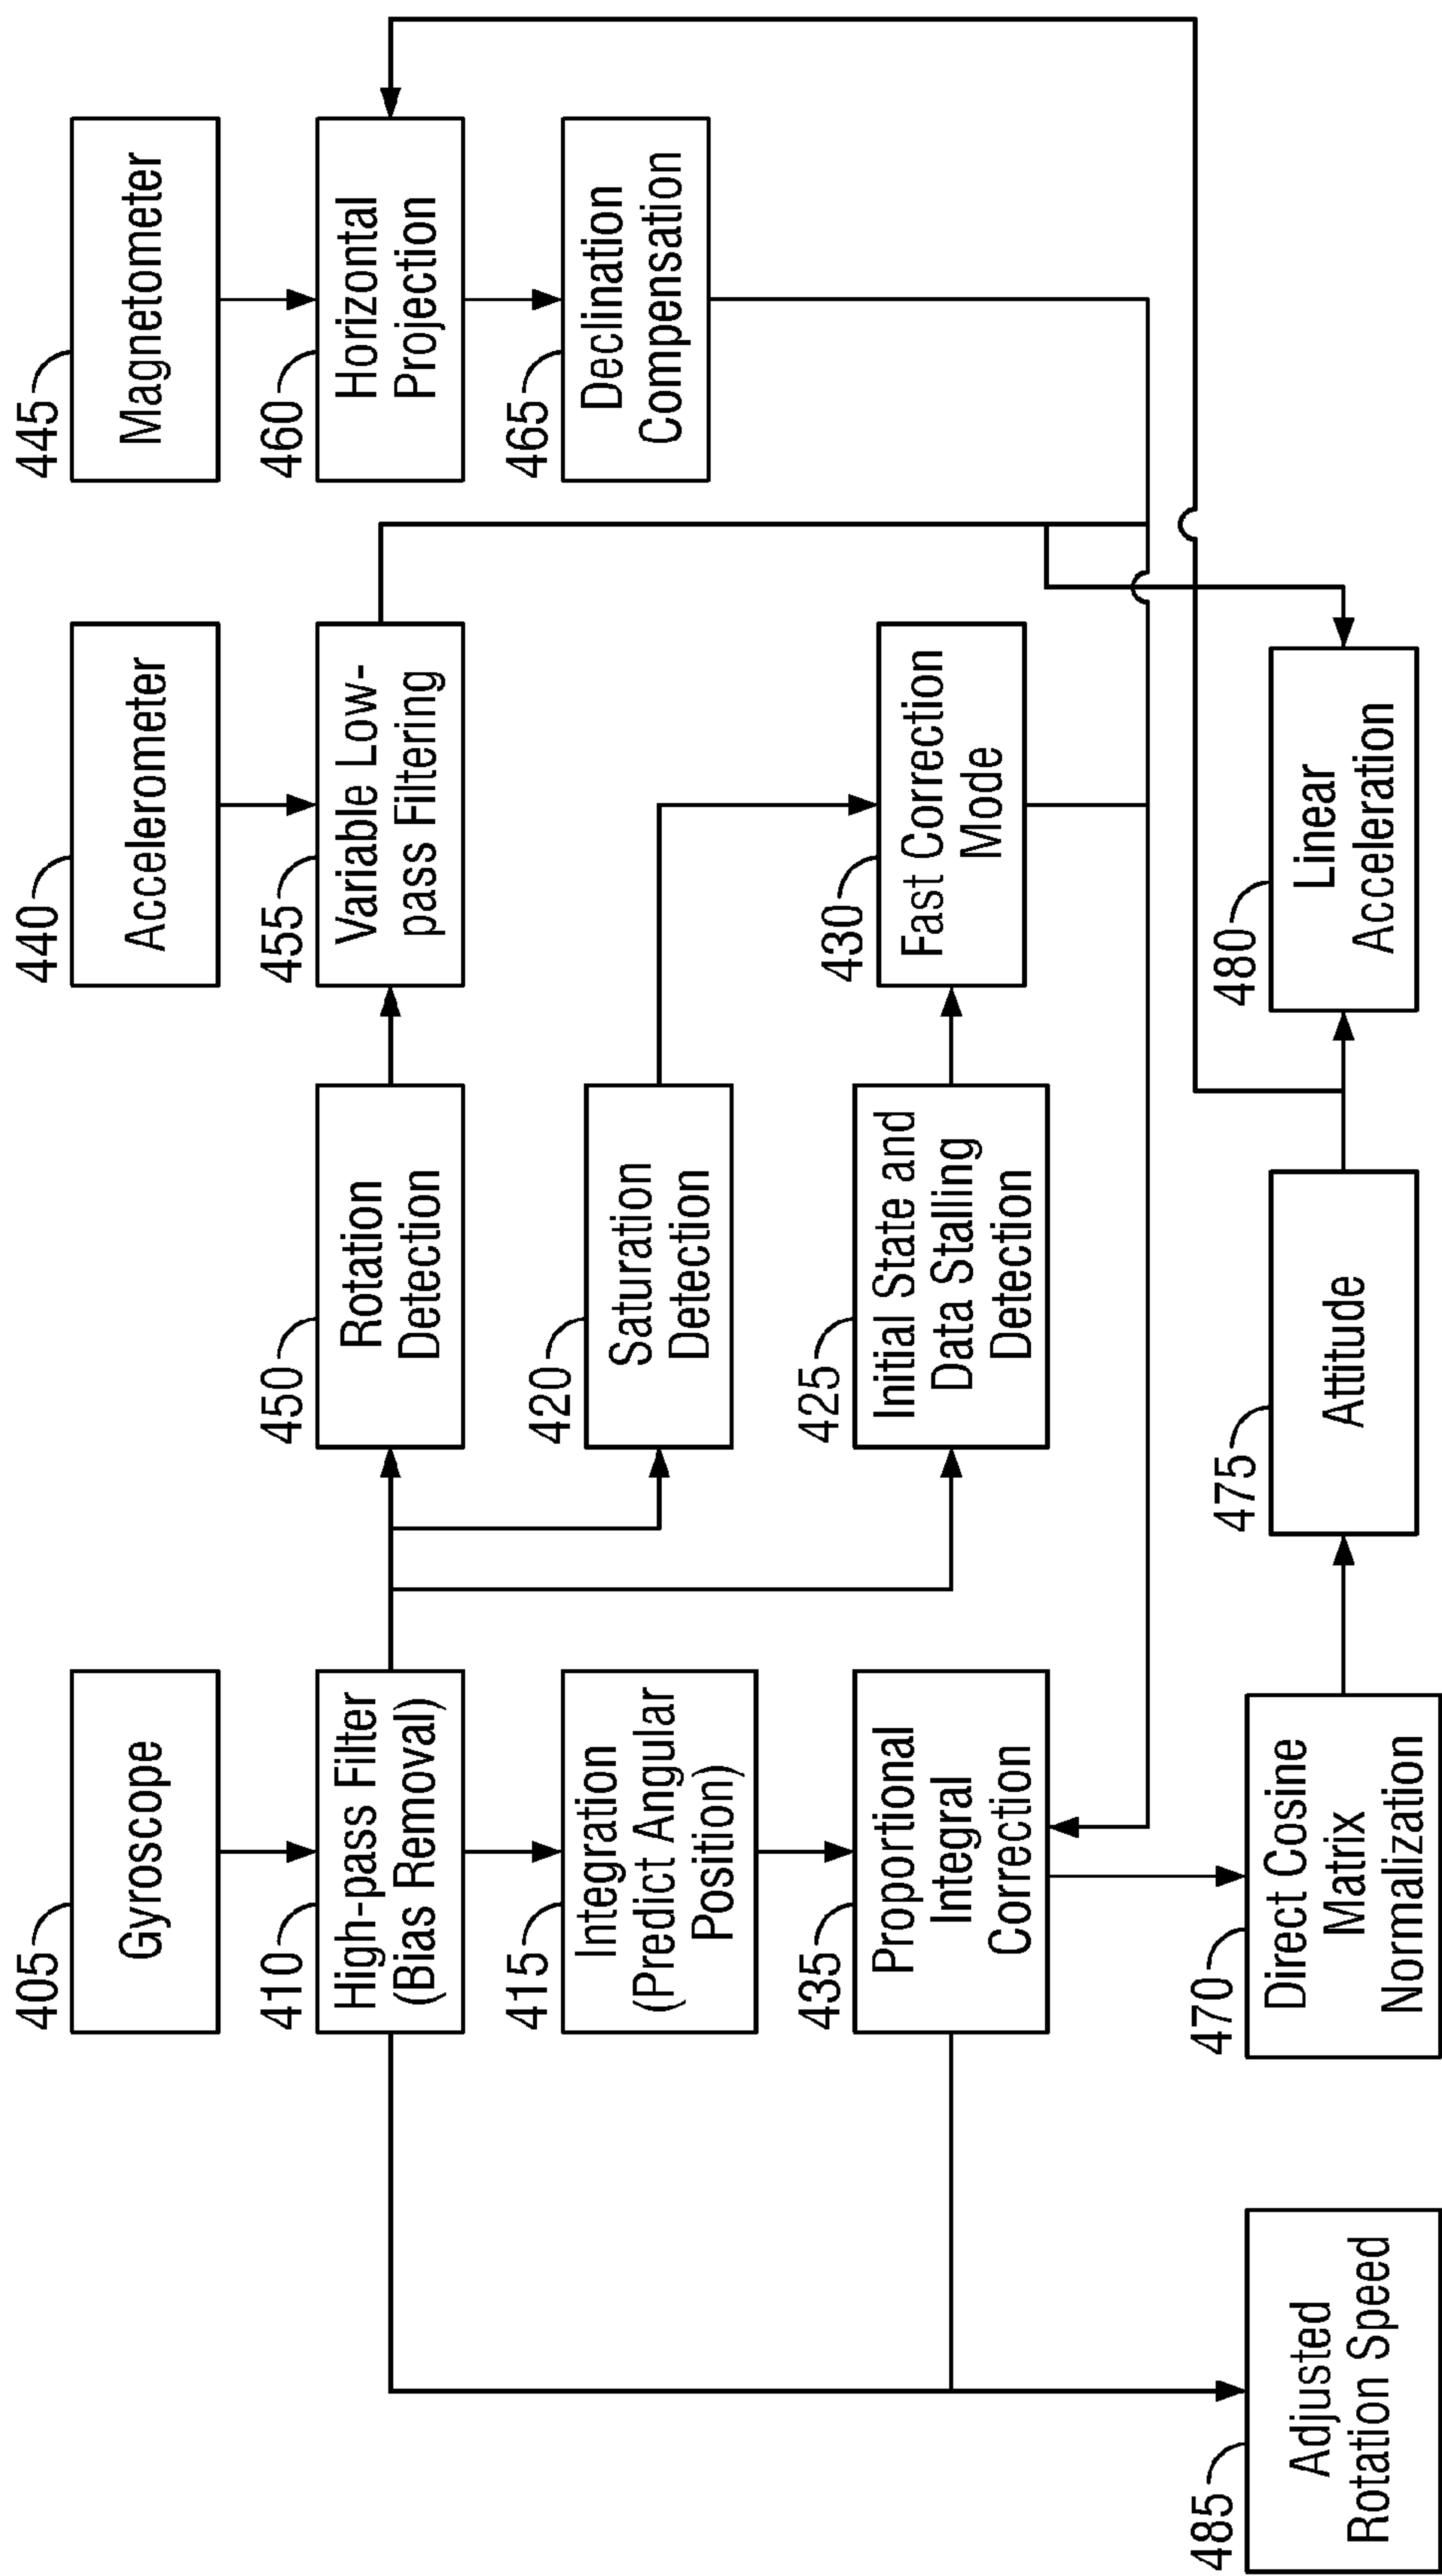 405
Gyroscope
440
Accelerometer
445
Magnetometer
410
High-pass Filter
(Bias Removal)
450
Rotation
Detection
455
Variable Low-
pass Filtering
460
Horizontal
Projection
415
Integration
(Predict Angular
Position)
420
Saturation
Detection
465
Declination
Compensation
435
Proportional
Integral
Correction
425
Initial State and
Data Stalling
Detection
430
Fast Correction
Mode
485
Adjusted
Rotation Speed
470
Direct Cosine
Matrix
Normalization
475
Attitude
480
Linear
Acceleration